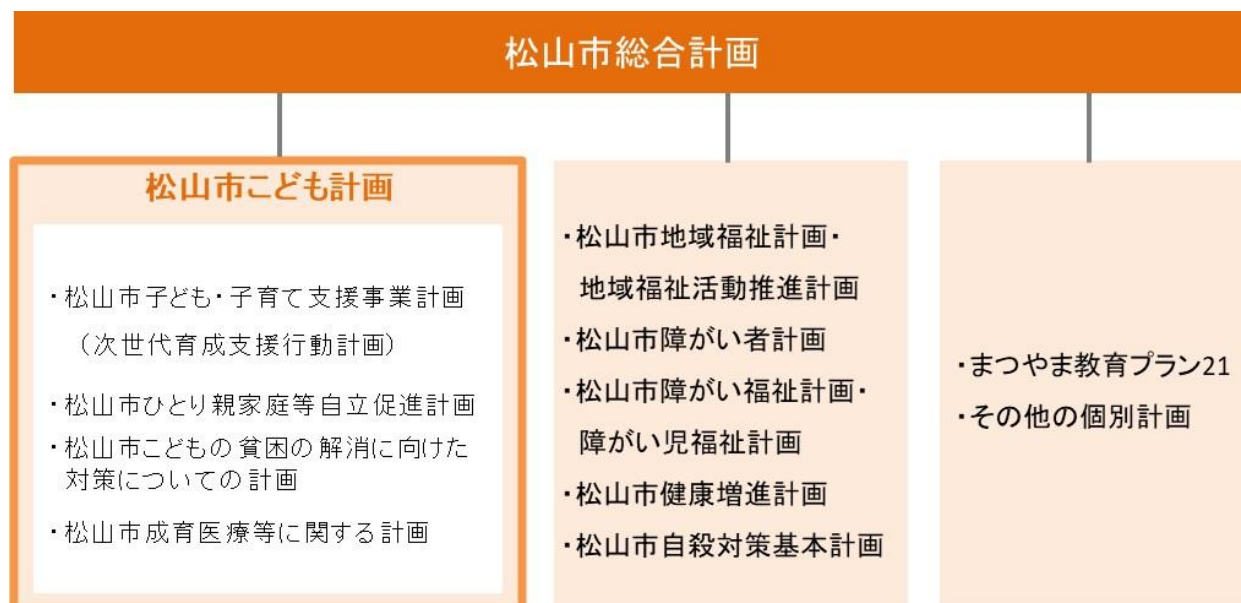 松山市総合計画
松山市こども計画
・松山市子ども・子育て支援事業計画
（次世代育成支援行動計画）
・松山市ひとり親家庭等自立促進計画
・松山市こどもの貧困の解消に向けた
対策についての計画
・松山市成育医療等に関する計画
・松山市地域福祉計画・
地域福祉活動推進計画
・松山市障がい者計画
・松山市障がい福祉計画・
障がい児福祉計画
・松山市健康増進計画
・松山市自殺対策基本計画
・まつやま教育プラン21
・その他の個別計画